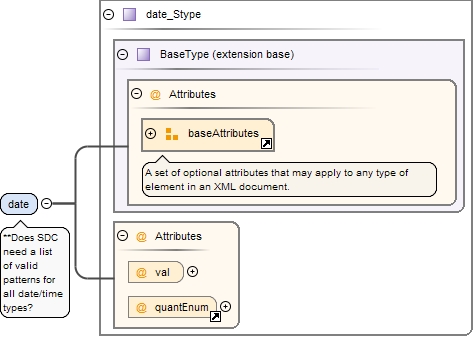 date_Stype
BaseType (extension base)
@ Attributes
baseAttributes
A set of optional attributes that may apply to any type of
element in an XML document.
date
**Does SDC
need a list
of valid
patterns for
all date/time
types?
@ Attributes
@ val
@ quantEnum